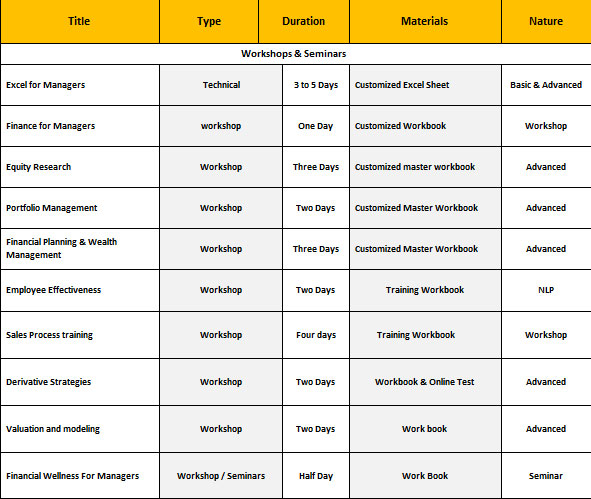 Title Type Duration Materials Nature
Workshops & Seminars
Excel for Managers Technical 3 to 5 Days Customized Excel Sheet Basic & Advanced
Finance for Managers workshop One Day Customized Workbook Workshop
Equity Research Workshop Three Days Customized master workbook Advanced
Portfolio Management Workshop Two Days Customized Master Workbook Advanced
Financial Planning & Wealth
Management Workshop Three Days Customized Master Workbook Advanced
Employee Effectiveness Workshop Two Days Training Workbook NLP
Sales Process training Workshop Four days Training Workbook Workshop
Derivative Strategies Workshop Two Days Workbook & Online Test Advanced
Valuation and modeling Workshop Two Days Work book Advanced
Financial Wellness For Managers Workshop / Seminars Half Day Work Book Seminar